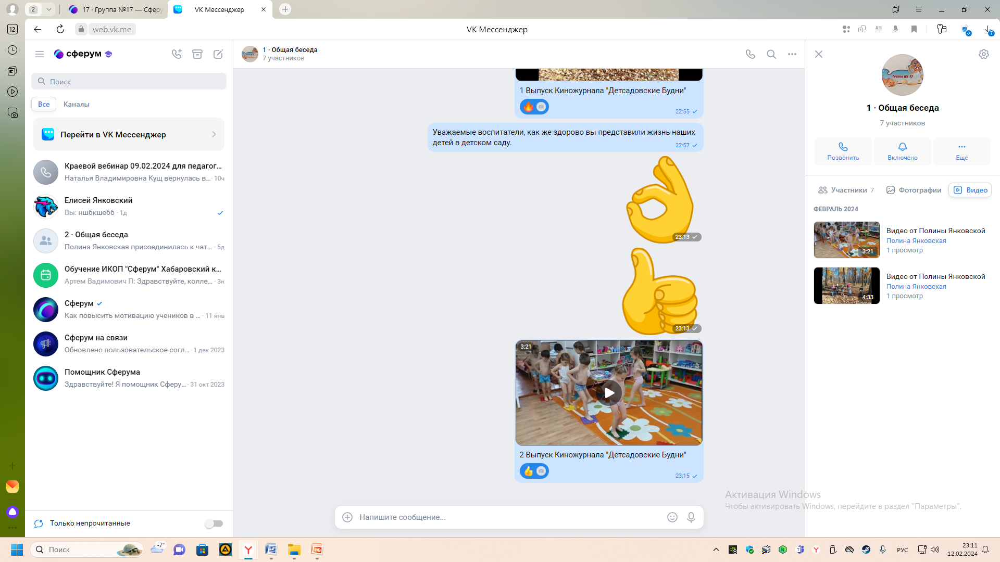 2
17 · Группа №17 — Сферу
VK Мессенджер
12
web.vk.me
VK Мессенджер
7
сферум
Поиск
Все
Каналы
Перейти в VK Мессенджер
Краевой вебинар 09.02.2024 для педагог...
Наталья Владимировна Кущ вернулась в... · 10ч
Елисей Янковский
Вы: нш6кше66 · 1д
2 · Общая беседа
Полина Янковская присоединилась к чат... · 5д
Обучение ИКОП "Сферум" Хабаровский к...
Артем Вадимович П: Здравствуйте, колле... · 3н
Сферум
Как повысить мотивацию учеников в ... · 11 янв
Сферум на связи
Обновлено пользовательское согл... · 1 дек 2023
Помощник Сферума
Здравствуйте! Я помощник Сферу... · 31 окт 2023
Только непрочитанные
1 · Общая беседа
7 участников
1 Выпуск Киножурнала "Детсадовские Будни"
22:55
Уважаемые воспитатели, как же здорово вы представили жизнь наших
детей в детском саду.
22:57
23:13
23:13
3:21
2 Выпуск Киножурнала "Детсадовские Будни"
23:15
Напишите сообщение...
Группа № 17
1 · Общая беседа
7 участников
Позвонить
Включено
Еще
Участники 7
Фотографии
Видео
ФЕВРАЛЬ 2024
3:21
Видео от Полины Янковской
Полина Янковская
1 просмотр
4:33
Видео от Полины Янковской
Полина Янковская
1 просмотр
Активация Windows
Чтобы активировать Windows, перейдите в раздел "Параметры".
Поиск
-7°
РУС
23:11
12.02.2024